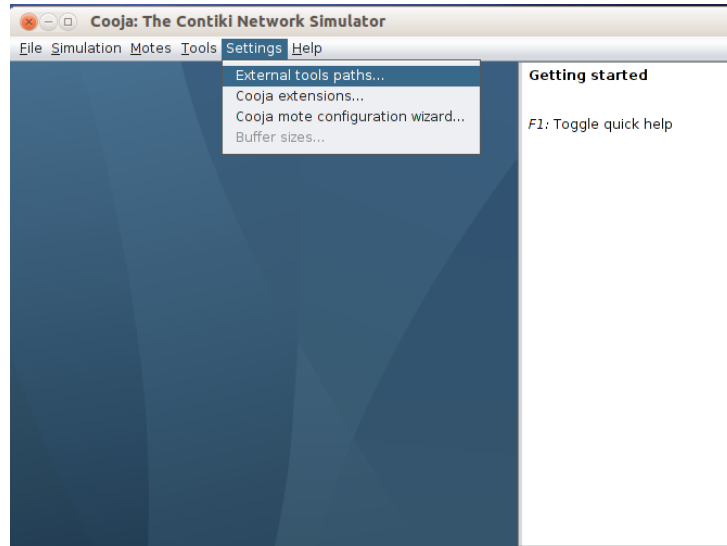 Cooja: The Contiki Network Simulator
File Simulation Motes Tools Settings Help
External tools paths...
Cooja extensions...
Cooja mote configuration wizard...
Buffer sizes...
Getting started
F1: Toggle quick help